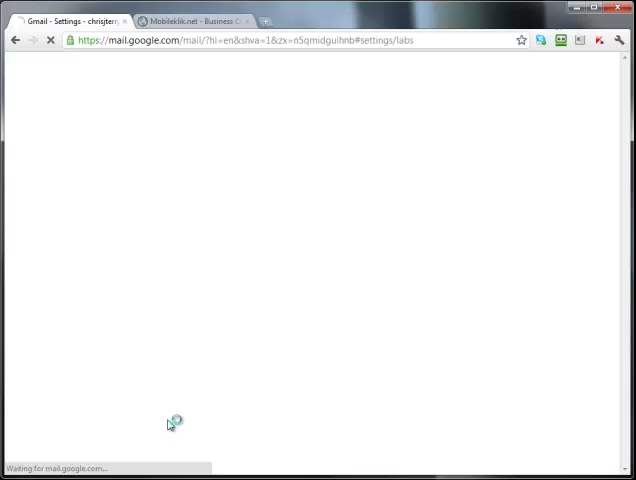 Gmail - Settings - chrisjterry
Mobileklik.net - Business C
https://mail.google.com/mail/?hl=en&shva=1&zx=n5qmidguihnb#settings/labs
Waiting for mail.google.com...